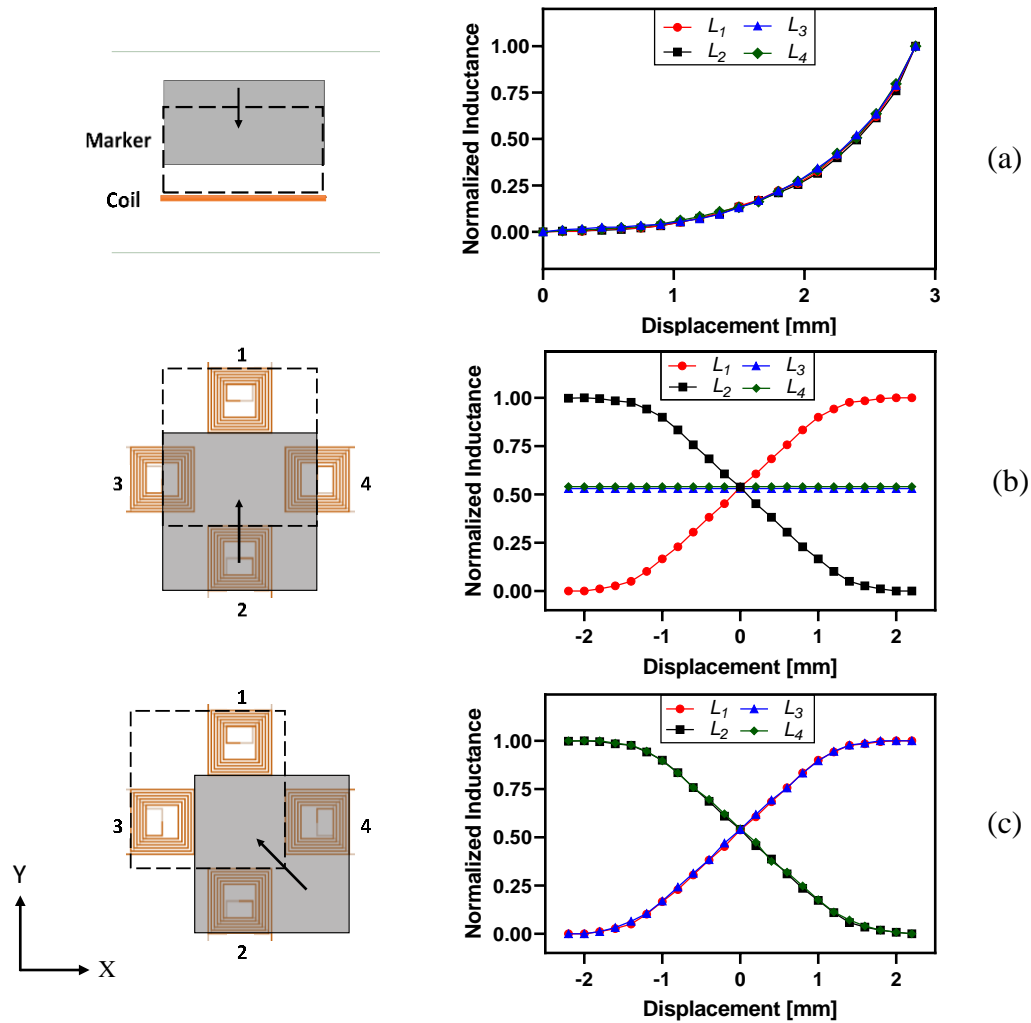 Marker
Coil
Normalized Inductance
1.00
0.75
0.50
0.25
0.00
L1 L3
L2 L4
0 1 2 3
Displacement [mm]
(a)
1
3 4
2
Normalized Inductance
1.00
0.75
0.50
0.25
0.00
L1 L3
L2 L4
-2 -1 0 1 2
Displacement [mm]
(b)
1
3 4
2
Y
X
Normalized Inductance
1.00
0.75
0.50
0.25
0.00
L1 L3
L2 L4
-2 -1 0 1 2
Displacement [mm]
(c)